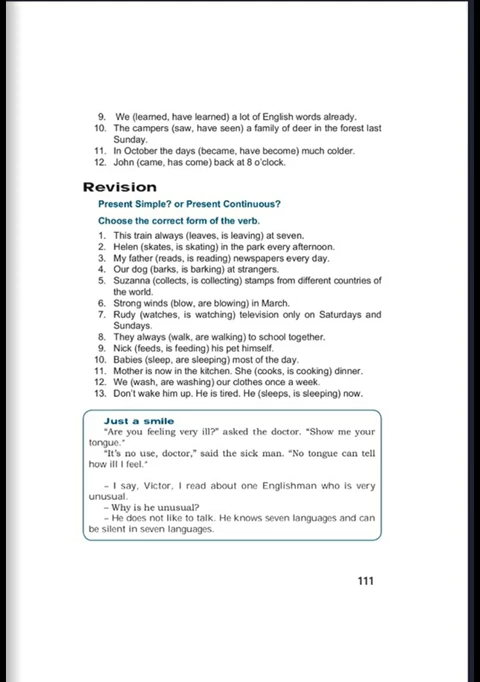 9. We (learned, have learned) a lot of English words already.
10. The campers (saw, have seen) a family of deer in the forest last
Sunday.
11. In October the days (became, have become) much colder.
12. John (came, has come) back at 8 o'clock.
Revision
Present Simple? or Present Continuous?
Choose the correct form of the verb.
1. This train always (leaves, is leaving) at seven.
2. Helen (skates, is skating) in the park every afternoon.
3. My father (reads, is reading) newspapers every day.
4. Our dog (barks, is barking) at strangers.
5. Suzanna (collects, is collecting) stamps from different countries of
the world.
6. Strong winds (blow, are blowing) in March.
7. Rudy (watches, is watching) television only on Saturdays and
Sundays.
8. They always (walk, are walking) to school together.
9. Nick (feeds, is feeding) his pet himself.
10. Babies (sleep, are sleeping) most of the day.
11. Mother is now in the kitchen. She (cooks, is cooking) dinner.
12. We (wash, are washing) our clothes once a week.
13. Don't wake him up. He is tired. He (sleeps, is sleeping) now.
Just a smile
"Are you feeling very ill?" asked the doctor. "Show me your
tongue."
"It's no use, doctor," said the sick man. "No tongue can tell
how ill I feel."
– I say, Victor, I read about one Englishman who is very
unusual.
– Why is he unusual?
– He does not like to talk. He knows seven languages and can
be silent in seven languages.
111